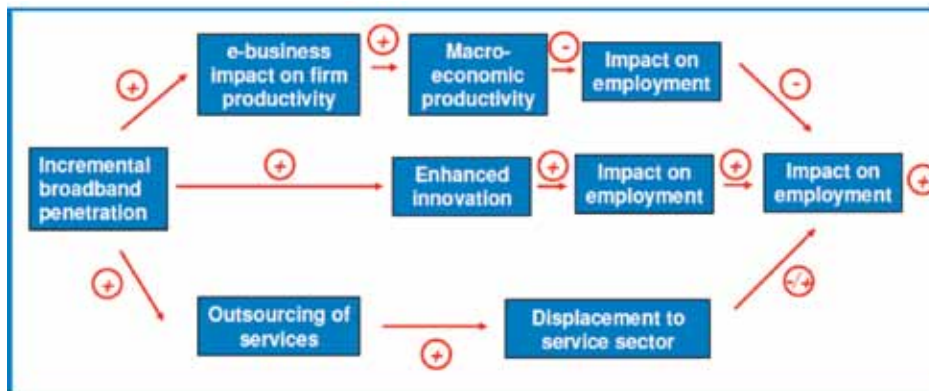 e-business
impact on firm
productivity
Macro-
economic
productivity
Impact on
employment
+
+
-
-
Incremental
broadband
penetration
+
Enhanced
innovation
+
Impact on
employment
+
Impact on
employment
+
+
Outsourcing of
services
+
Displacement to
service sector
-/+